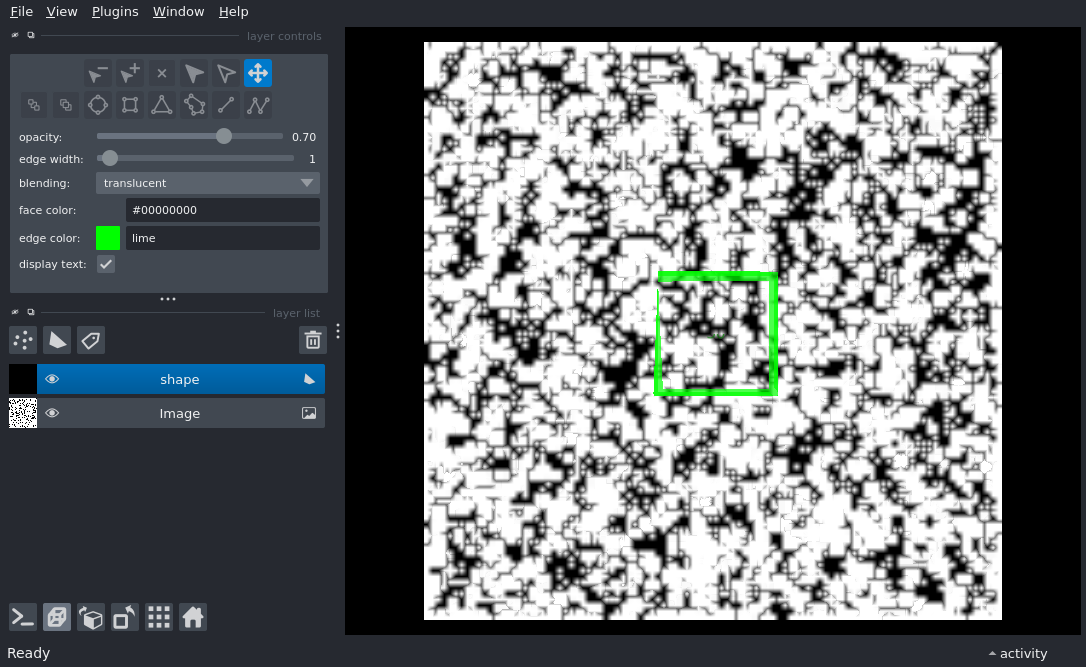 File View Plugins Window Help
layer controls
opacity: 0.70
edge width: 1
blending: translucent
face color: #00000000
edge color: lime
display text:
layer list
shape
Image
Ready
activity